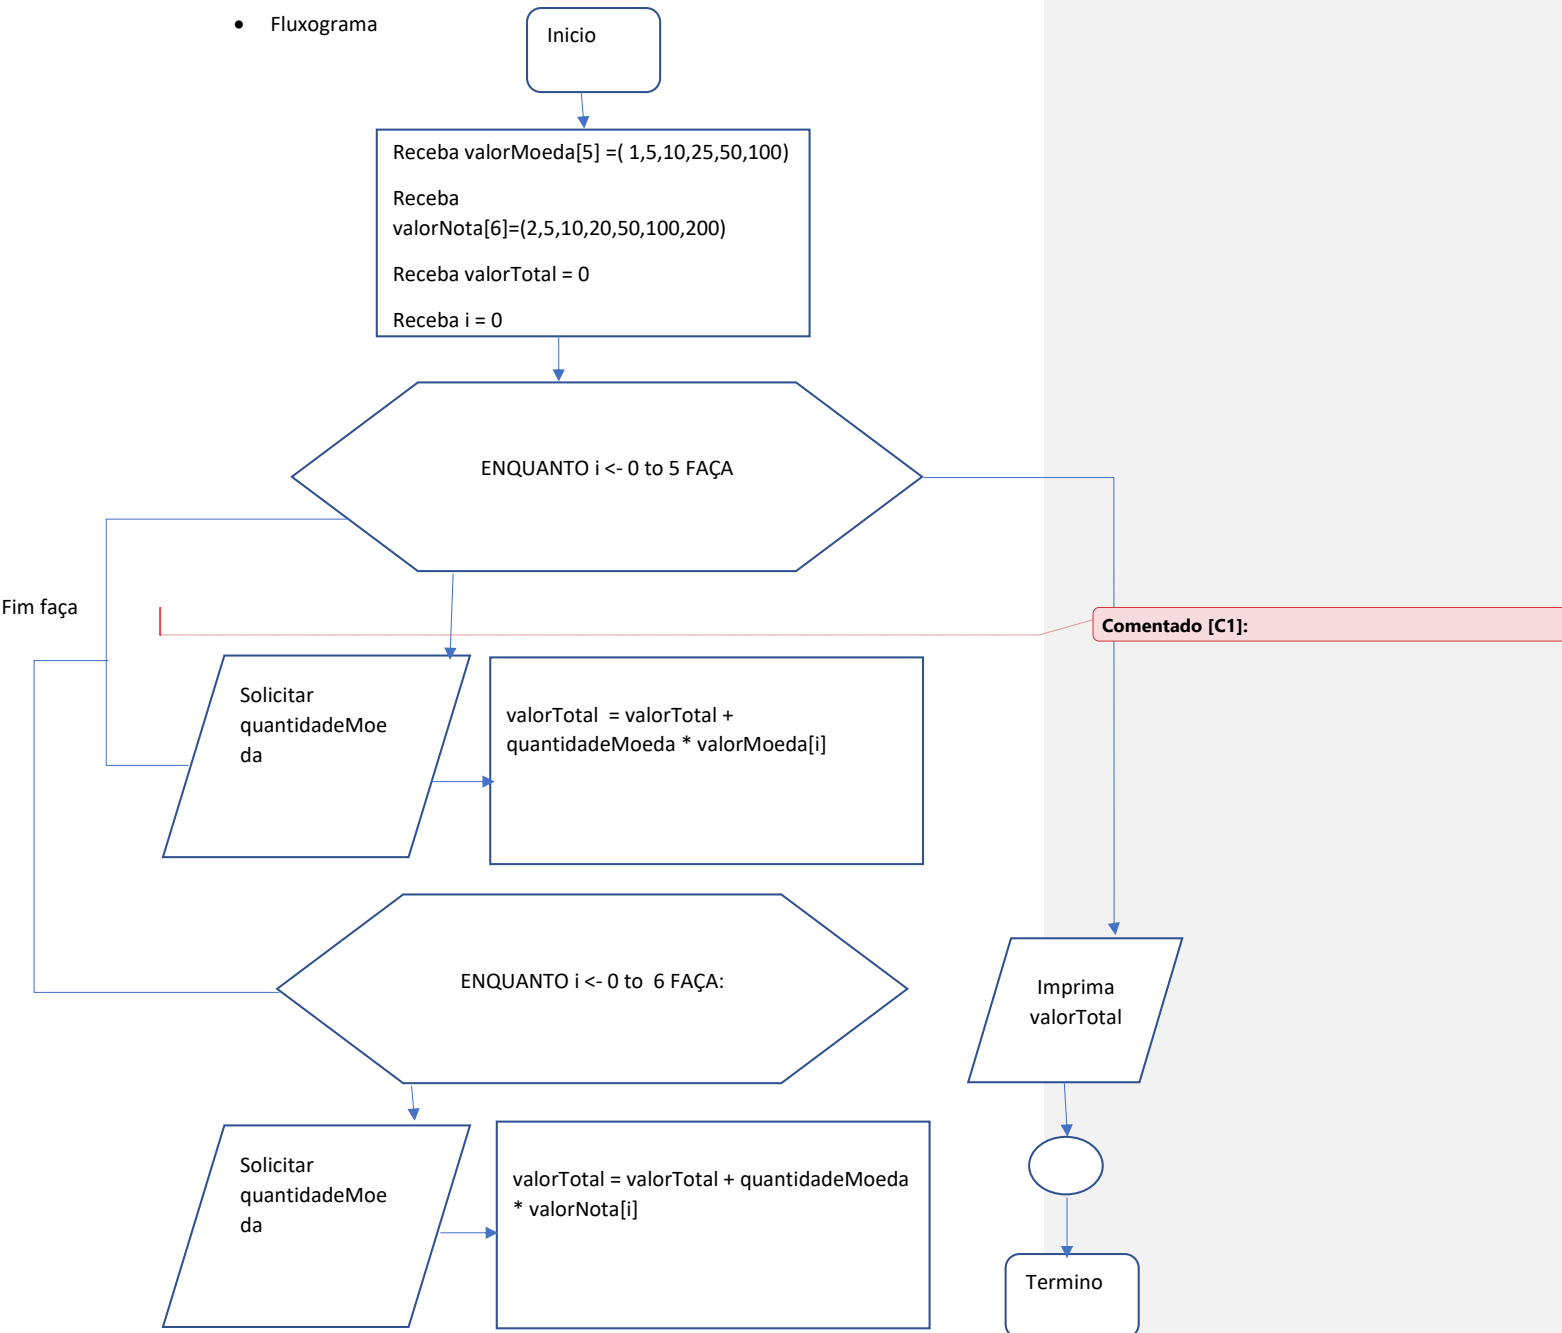 • Fluxograma
Inicio
Receba valorMoeda[5] =( 1,5,10,25,50,100)
Receba
valorNota[6]=(2,5,10,20,50,100,200)
Receba valorTotal = 0
Receba i = 0
ENQUANTO i <- 0 to 5 FAÇA
Fim faça
Comentado [C1]:
Solicitar
quantidadeMoe
da
valorTotal  = valorTotal +
quantidadeMoeda * valorMoeda[i]
ENQUANTO i <- 0 to  6 FAÇA:
Imprima
valorTotal
Solicitar
quantidadeMoe
da
valorTotal = valorTotal + quantidadeMoeda
* valorNota[i]
Termino